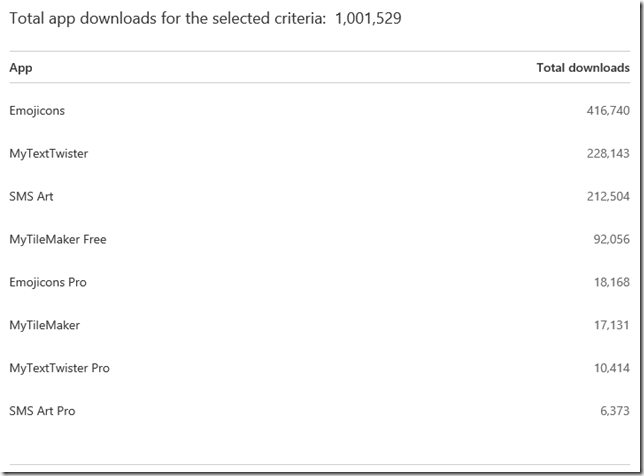 Total app downloads for the selected criteria: 1,001,529
App Total downloads
Emojicons 416,740
MyTextTwister 228,143
SMS Art 212,504
MyTileMaker Free 92,056
Emojicons Pro 18,168
MyTileMaker 17,131
MyTextTwister Pro 10,414
SMS Art Pro 6,373